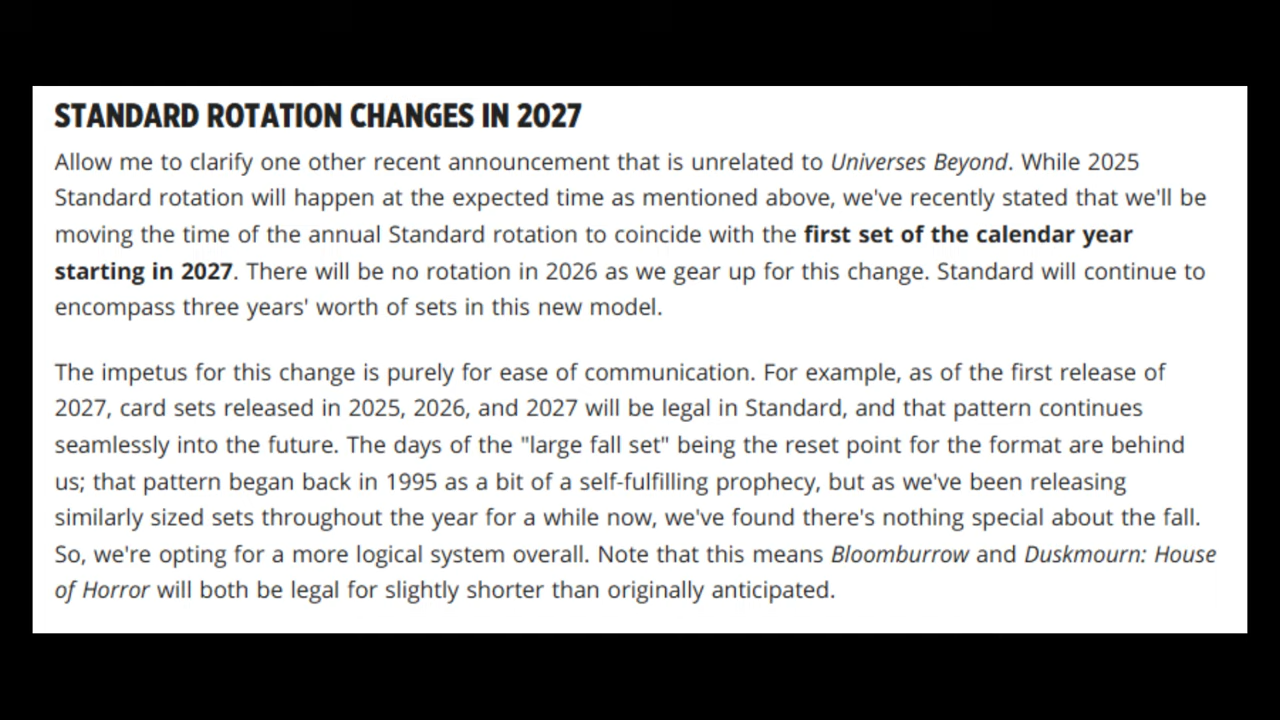 STANDARD ROTATION CHANGES IN 2027
Allow me to clarify one other recent announcement that is unrelated to Universes Beyond. While 2025
Standard rotation will happen at the expected time as mentioned above, we've recently stated that we'll be
moving the time of the annual Standard rotation to coincide with the first set of the calendar year
starting in 2027. There will be no rotation in 2026 as we gear up for this change. Standard will continue to
encompass three years' worth of sets in this new model.
The impetus for this change is purely for ease of communication. For example, as of the first release of
2027, card sets released in 2025, 2026, and 2027 will be legal in Standard, and that pattern continues
seamlessly into the future. The days of the "large fall set" being the reset point for the format are behind
us; that pattern began back in 1995 as a bit of a self-fulfilling prophecy, but as we've been releasing
similarly sized sets throughout the year for a while now, we've found there's nothing special about the fall.
So, we're opting for a more logical system overall. Note that this means Bloomburrow and Duskmourn: House
of Horror will both be legal for slightly shorter than originally anticipated.